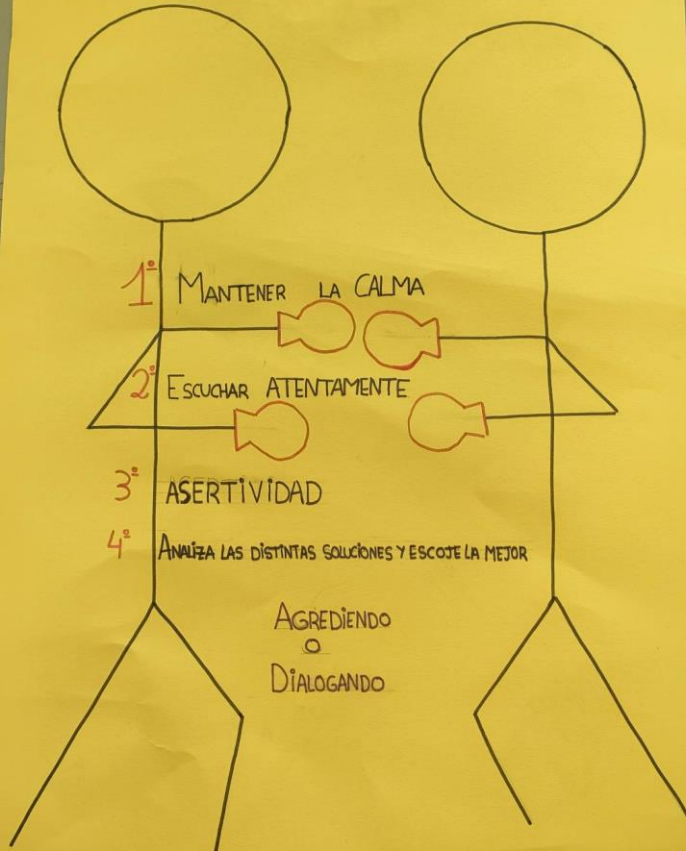 1º MANTENER LA CALMA
2º ESCUCHAR ATENTAMENTE
3º ASERTIVIDAD
4º ANALIZA LAS DISTINTAS SOLUCIONES Y ESCOJE LA MEJOR
AGREDIENDO
O
DIALOGANDO